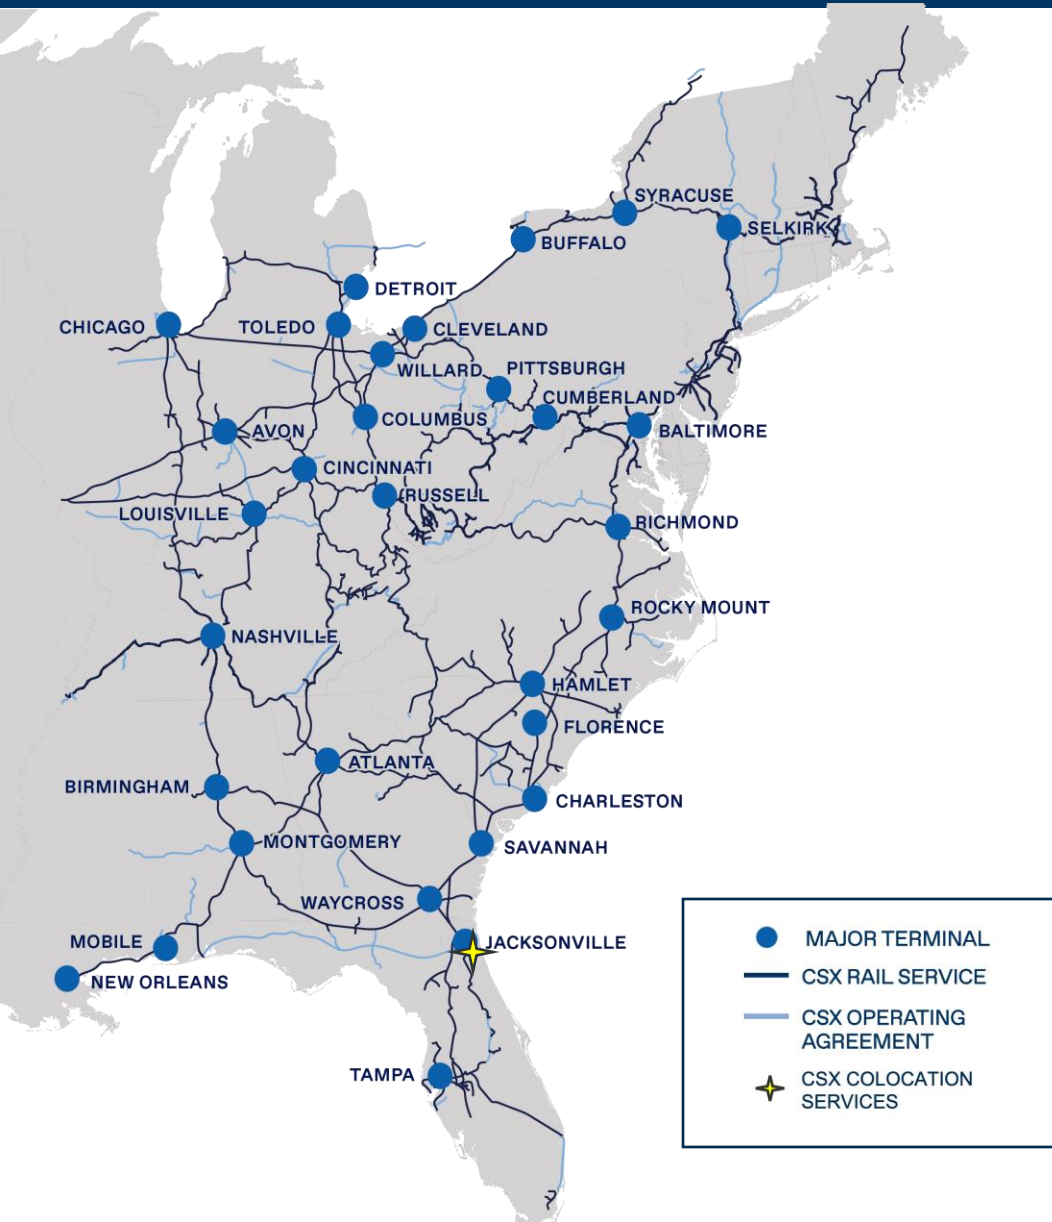 SYRACUSE
SELKIRK
BUFFALO
DETROIT
CHICAGO
TOLEDO
CLEVELAND
WILLARD
PITTSBURGH
CUMBERLAND
COLUMBUS
AVON
BALTIMORE
CINCINNATI
RUSSELL
LOUISVILLE
RICHMOND
ROCKY MOUNT
NASHVILLE
HAMLET
FLORENCE
ATLANTA
BIRMINGHAM
CHARLESTON
MONTGOMERY
SAVANNAH
WAYCROSS
MOBILE
JACKSONVILLE
NEW ORLEANS
TAMPA
MAJOR TERMINAL
CSX RAIL SERVICE
CSX OPERATING
AGREEMENT
CSX COLOCATION
SERVICES